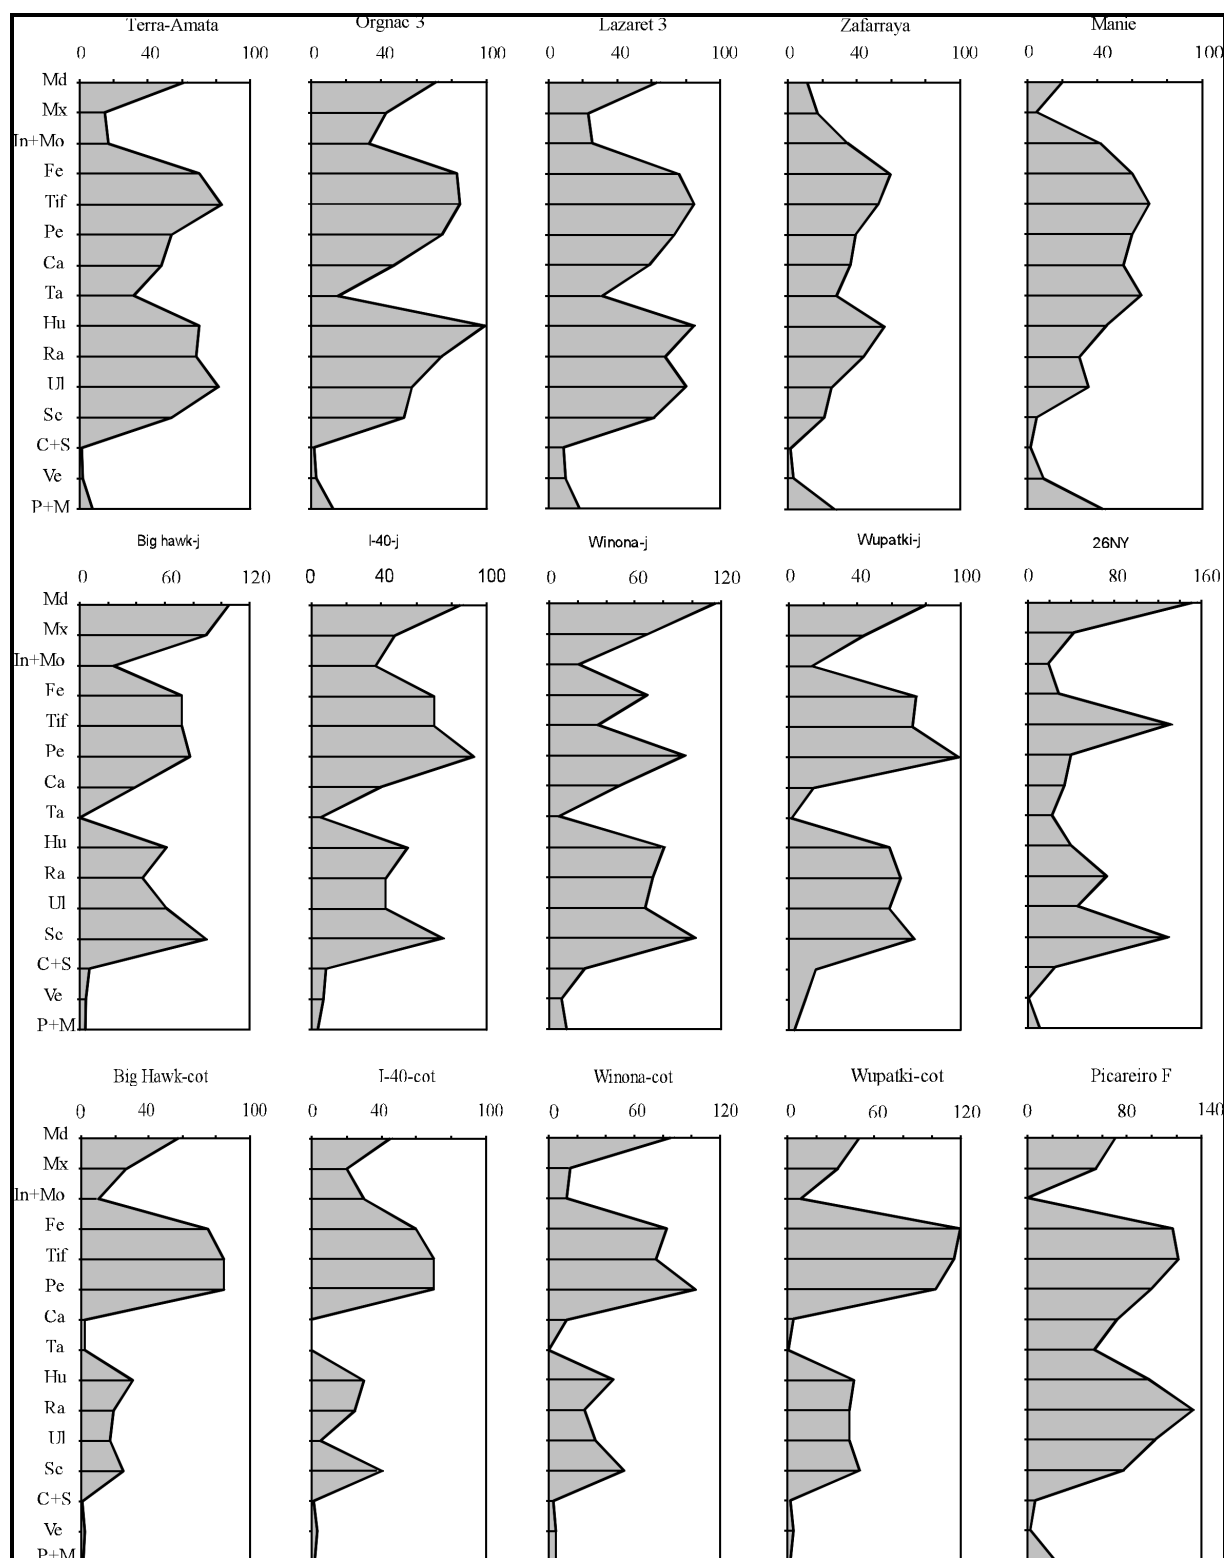 Terra-Amata Orgnac 3 Lazaret 3 Zafarraya Manie
0 40 100 0 40 100 0 40 100 0 40 100 0 40 100
Md
Mx
In+Mo
Fe
Tif
Pe
Ca
Ta
Hu
Ra
Ul
Sc
C+S
Ve
P+M
Big hawk-j I-40-j Winona-j Wupatki-j 26NY
0 60 120 0 40 100 0 60 120 0 40 100 0 80 160
Md
Mx
In+Mo
Fe
Tif
Pe
Ca
Ta
Hu
Ra
Ul
Sc
C+S
Ve
P+M
Big Hawk-cot I-40-cot Winona-cot Wupatki-cot Picareiro F
0 40 100 0 40 100 0 60 120 0 60 120 0 80 140
Md
Mx
In+Mo
Fe
Tif
Pe
Ca
Ta
Hu
Ra
Ul
Sc
C+S
Ve
P+M